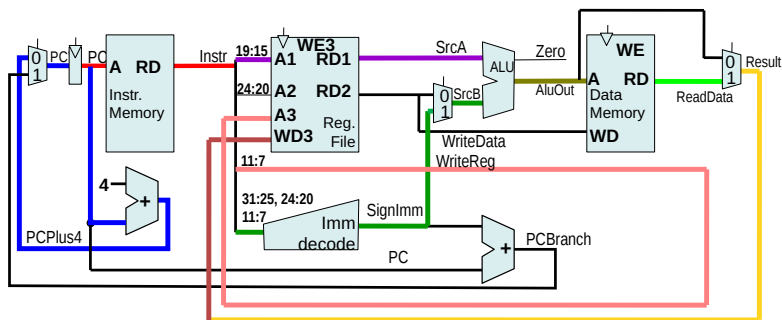 0
1
PC
PC
A RD
Instr.
Memory
Instr
19:15
24:20
WE3
A1 RD1
A2 RD2
A3
WD3
Reg.
File
SrcA
0
1
SrcB
ALU
Zero
AluOut
WE
A RD
Data
Memory
WD
ReadData
0
1
Result
WriteData
WriteReg
11:7
4
+
PCPlus4
31:25, 24:20
11:7
Imm
decode
SignImm
PC
+
PCBranch